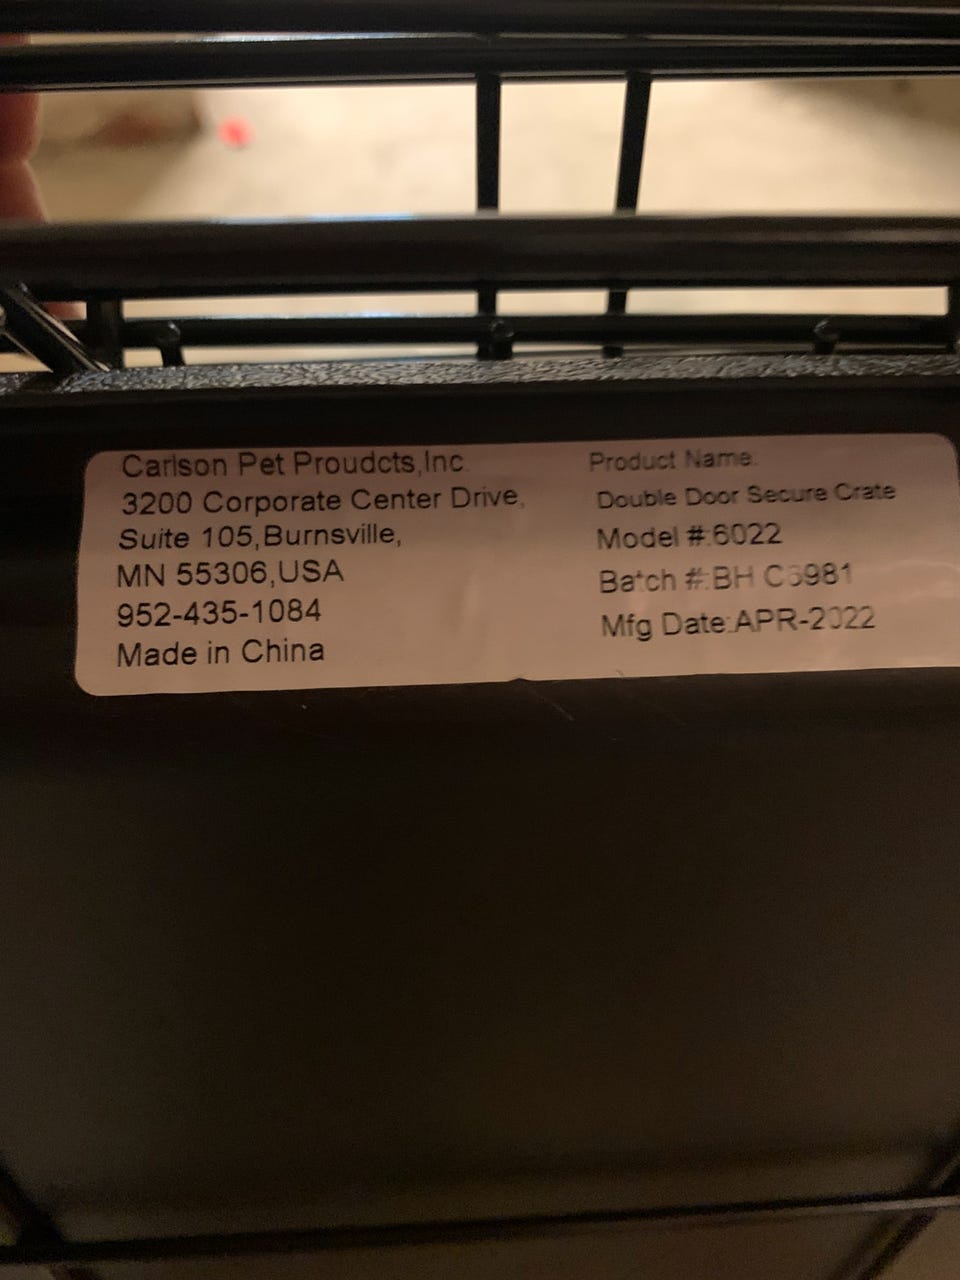 Carlson Pet Proudcts,Inc.
3200 Corporate Center Drive,
Suite 105,Burnsville,
MN 55306,USA
952-435-1084
Made in China
Product Name:
Double Door Secure Crate
Model #:6022
Batch #:BH
Mfg Date:APR-2022